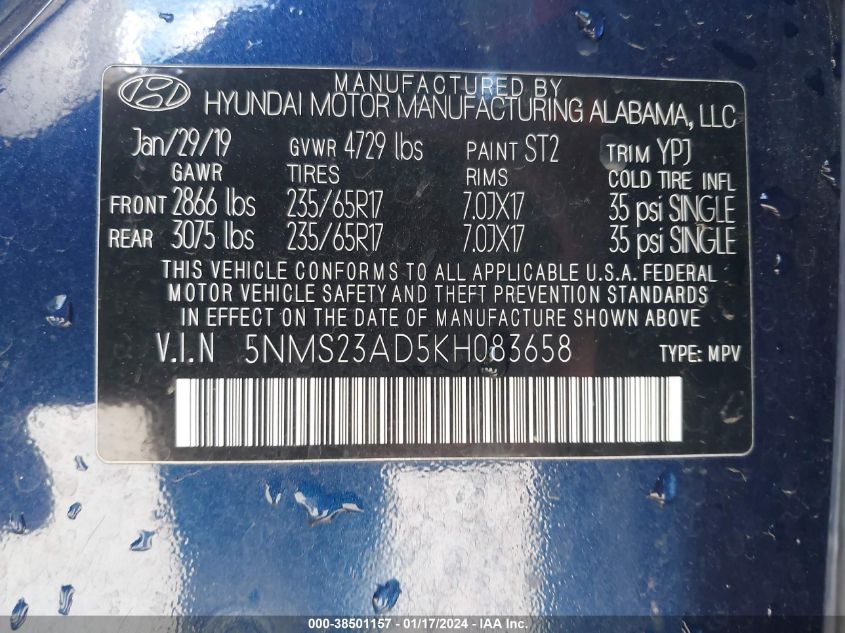 MANUFACTURED BY
HYUNDAI MOTOR MANUFACTURING ALABAMA, LLC
Jan/29/19 GVWR 4729 lbs PAINT ST2 TRIM YPJ
GAWR TIRES RIMS COLD TIRE INFL
FRONT 2866 lbs 235/65R17 7.0JX17 35 psi SINGLE
REAR 3075 lbs 235/65R17 7.0JX17 35 psi SINGLE
THIS VEHICLE CONFORMS TO ALL APPLICABLE U.S.A. FEDERAL
MOTOR VEHICLE SAFETY AND THEFT PREVENTION STANDARDS
IN EFFECT ON THE DATE OF MANUFACTURE SHOWN ABOVE.
V.I.N 5NMS23AD5KH083658 TYPE: MPV
000-38501157 - 01/17/2024 - IAA Inc.